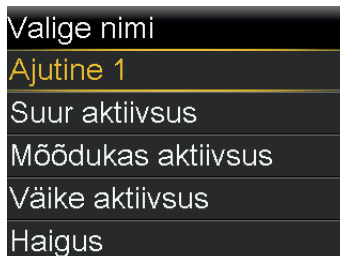 Valige nimi
Ajutine 1
Suur aktiivsus
Mõõdukas aktiivsus
Väike aktiivsus
Haigus